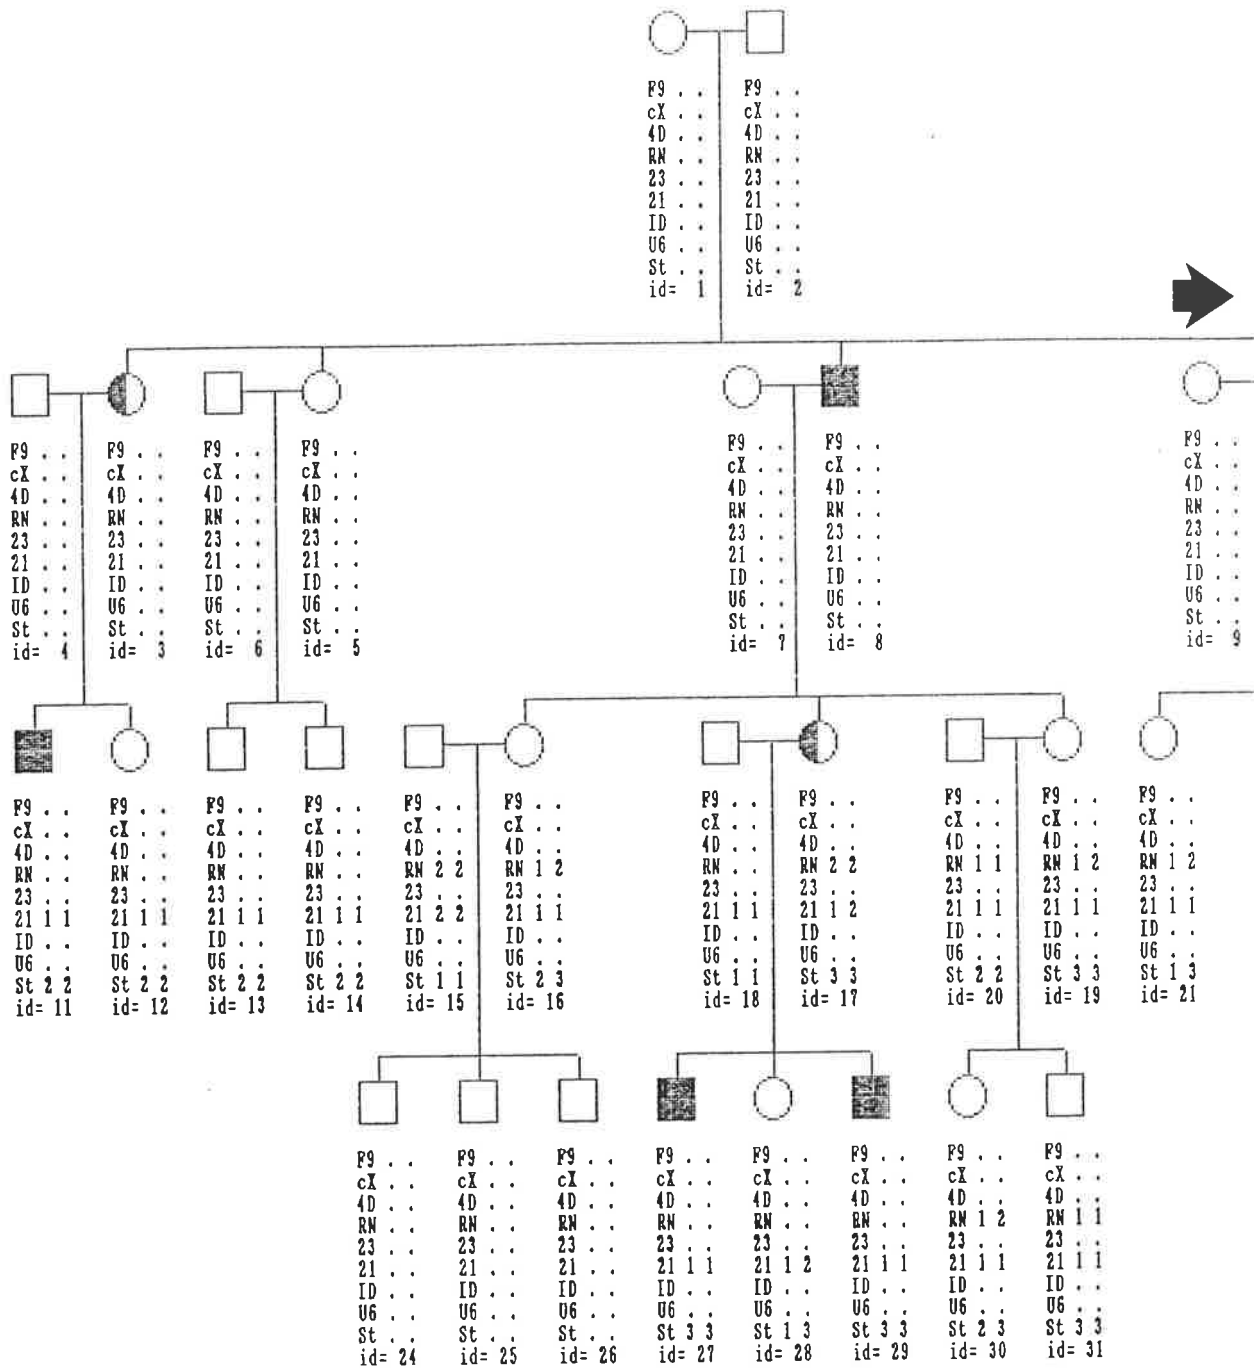 F9 . . F9 . .
cX . . cX . .
4D . . 4D . .
RN . . RN . .
23 . . 23 . .
21 . . 21 . .
ID . . ID . .
U6 . . U6 . .
St . . St . .
id= 1 id= 2
F9 . . F9 . . F9 . . F9 . . F9 . . F9 . . F9 . .
cX . . cX . . cX . . cX . . cX . . cX . . cX . .
4D . . 4D . . 4D . . 4D . . 4D . . 4D . . 4D . .
RN . . RN . . RN . . RN . . RN . . RN . . RN . .
23 . . 23 . . 23 . . 23 . . 23 . . 23 . . 23 . .
21 . . 21 . . 21 . . 21 . . 21 . . 21 . . 21 . .
ID . . ID . . ID . . ID . . ID . . ID . . ID . .
U6 . . U6 . . U6 . . U6 . . U6 . . U6 . . U6 . .
St . . St . . St . . St . . St . . St . . St . .
id= 4 id= 3 id= 6 id= 5 id= 7 id= 8 id= 9
F9 . . F9 . . F9 . . F9 . . F9 . . F9 . . F9 . . F9 . . F9 . . F9 . . F9 . .
cX . . cX . . cX . . cX . . cX . . cX . . cX . . cX . . cX . . cX . . cX . .
4D . . 4D . . 4D . . 4D . . 4D . . 4D . . 4D . . 4D . . 4D . . 4D . . 4D . .
RN . . RN . . RN . . RN . . RN 2 2 RN 1 2 RN . . RN 2 2 RN 1 1 RN 1 2 RN 1 2
23 . . 23 . . 23 . . 23 . . 23 . . 23 . . 23 . . 23 . . 23 . . 23 . . 23 . .
21 1 1 21 1 1 21 1 1 21 1 1 21 2 2 21 1 1 21 1 1 21 1 2 21 1 1 21 1 1 21 1 1
ID . . ID . . ID . . ID . . ID . . ID . . ID . . ID . . ID . . ID . . ID . .
U6 . . U6 . . U6 . . U6 . . U6 . . U6 . . U6 . . U6 . . U6 . . U6 . . U6 . .
St 2 2 St 2 2 St 2 2 St 2 2 St 1 1 St 2 3 St 1 1 St 3 3 St 2 2 St 3 3 St 1 3
id= 11 id= 12 id= 13 id= 14 id= 15 id= 16 id= 18 id= 17 id= 20 id= 19 id= 21
F9 . . F9 . . F9 . . F9 . . F9 . . F9 . . F9 . . F9 . .
cX . . cX . . cX . . cX . . cX . . cX . . cX . . cX . .
4D . . 4D . . 4D . . 4D . . 4D . . 4D . . 4D . . 4D . .
RN . . RN . . RN . . RN . . RN . . RN . . RN 1 2 RN 1 1
23 . . 23 . . 23 . . 23 . . 23 . . 23 . . 23 . . 23 . .
21 . . 21 . . 21 . . 21 1 1 21 1 2 21 1 1 21 1 1 21 1 1
ID . . ID . . ID . . ID . . ID . . ID . . ID . . ID . .
U6 . . U6 . . U6 . . U6 . . U6 . . U6 . . U6 . . U6 . .
St . . St . . St . . St 3 3 St 1 3 St 3 3 St 2 3 St 3 3
id= 24 id= 25 id= 26 id= 27 id= 28 id= 29 id= 30 id= 31